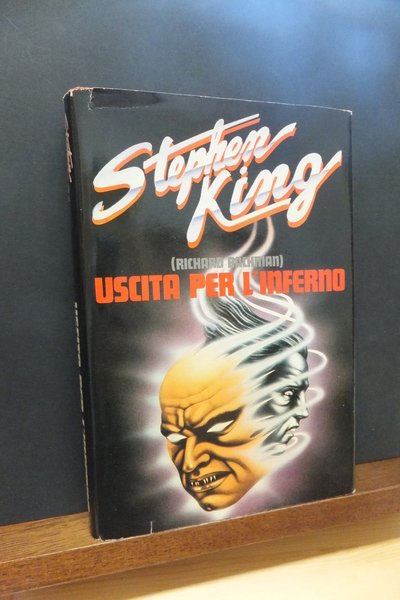 Stephen
King
(RICHARD BACHMAN)
USCITA PER L'INFERNO